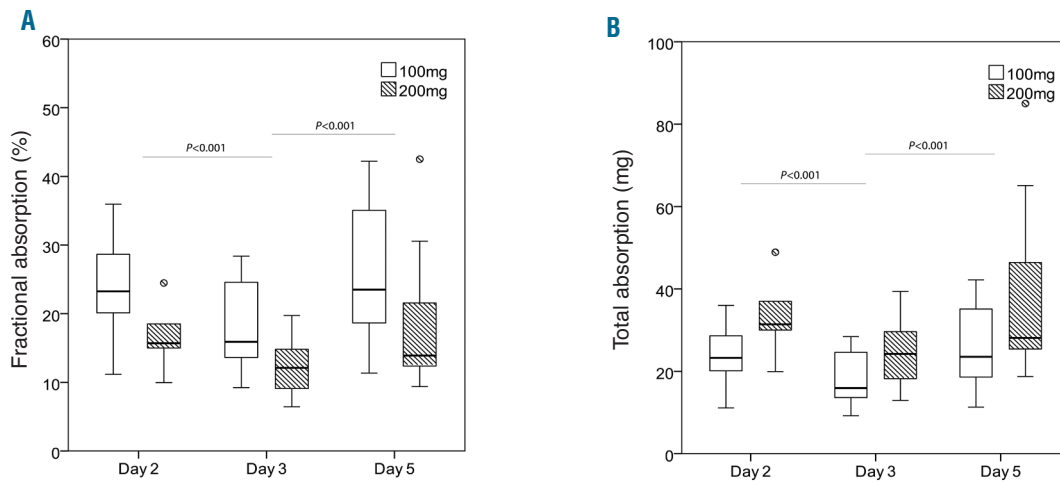 A
Fractional absorption (%)
60
50
40
30
20
10
0
100mg
200mg
P<0.001
P<0.001
Day 2
Day 3
Day 5
B
Total absorption (mg)
100
80
60
40
20
0
100mg
200mg
P<0.001
P<0.001
Day 2
Day 3
Day 5